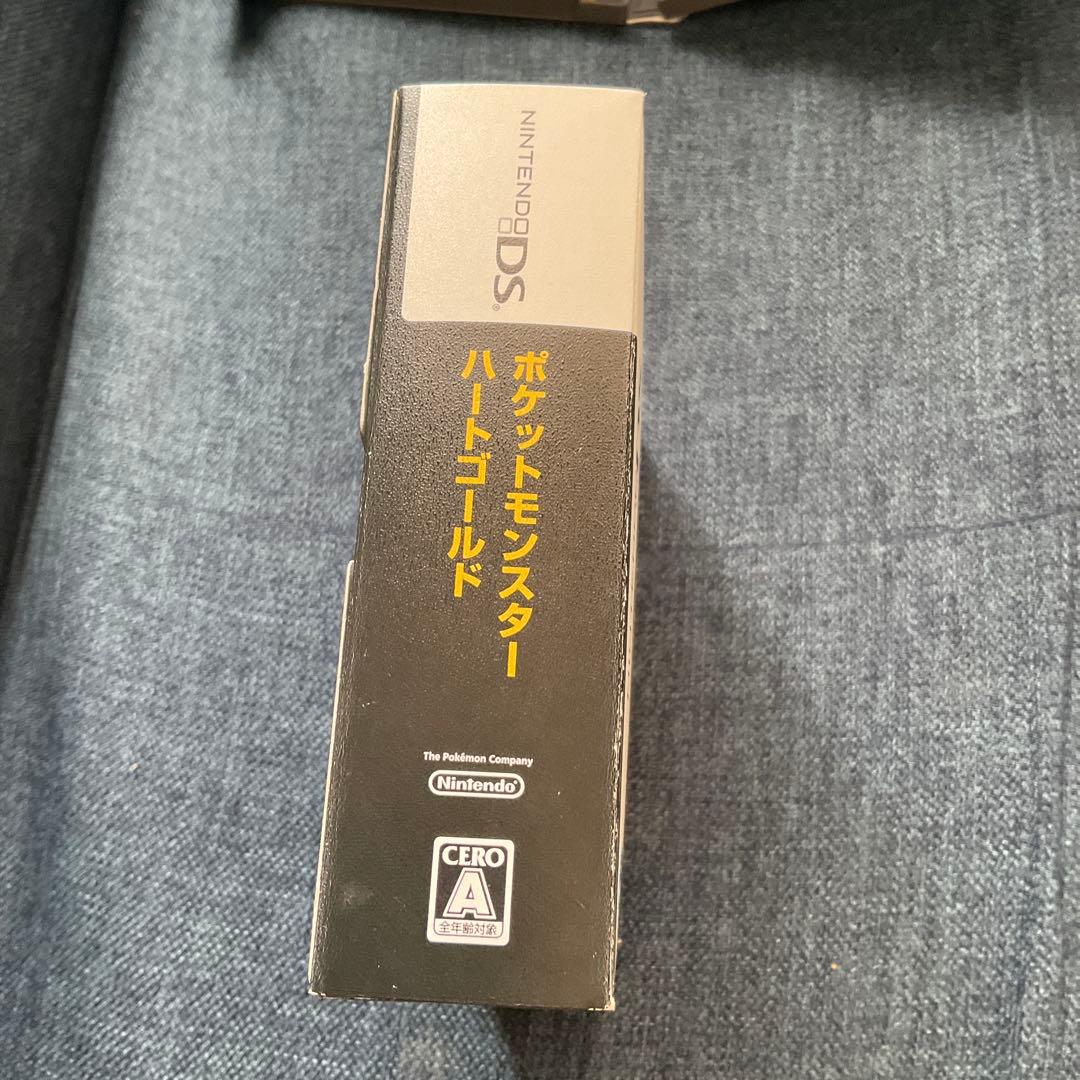 NINTENDO DS®
ポケットモンスター
ハートゴールド
The Pokémon Company
Nintendo®
CERO
A
全年齢対象